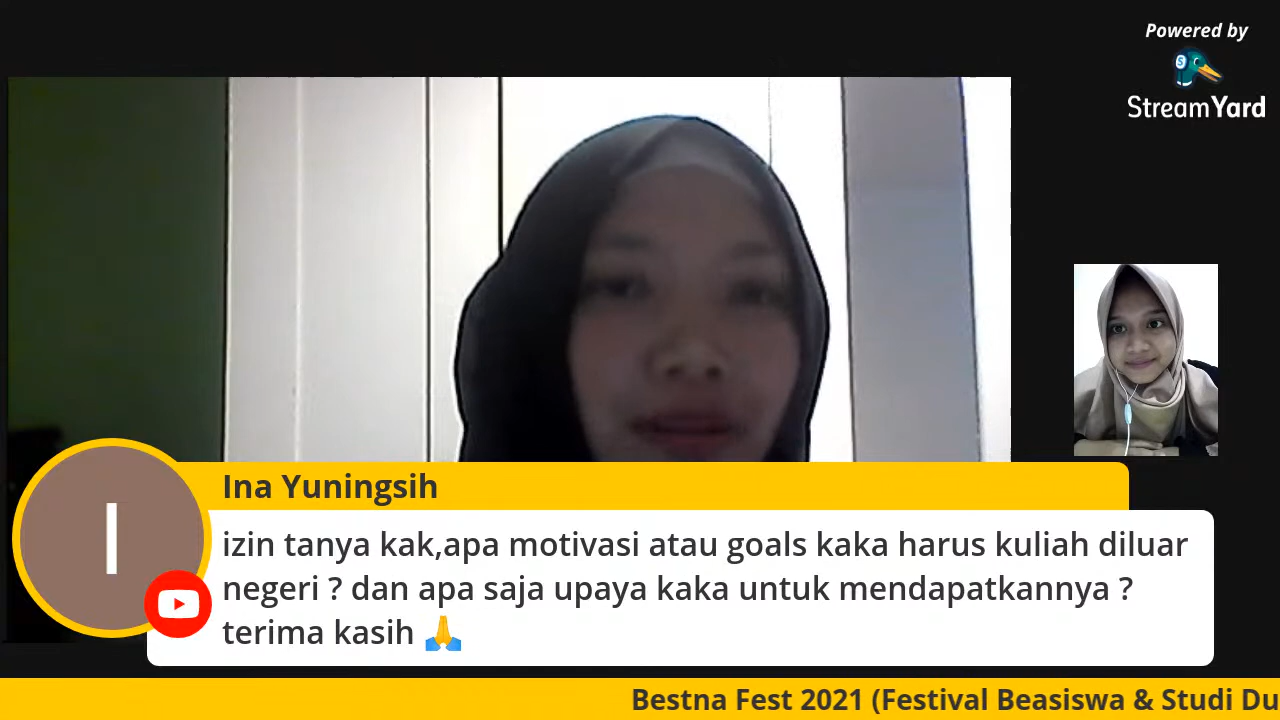 Powered by
StreamYard
Ina Yuningsih
I
izin tanya kak,apa motivasi atau goals kaka harus kuliah diluar
negeri ? dan apa saja upaya kaka untuk mendapatkannya ?
terima kasih 🙏
Bestna Fest 2021 (Festival Beasiswa & Studi Du